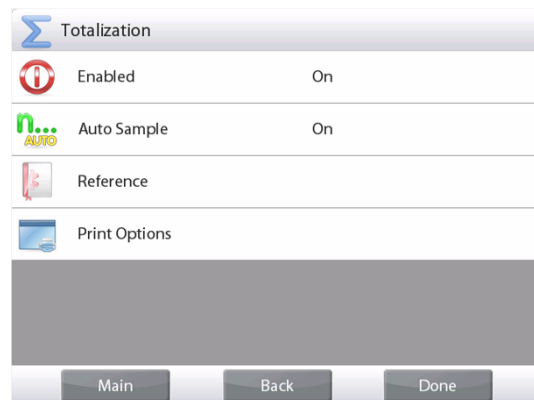 Totalization
Enabled On
n...
AUTO
Auto Sample On
Reference
Print Options
Main Back Done